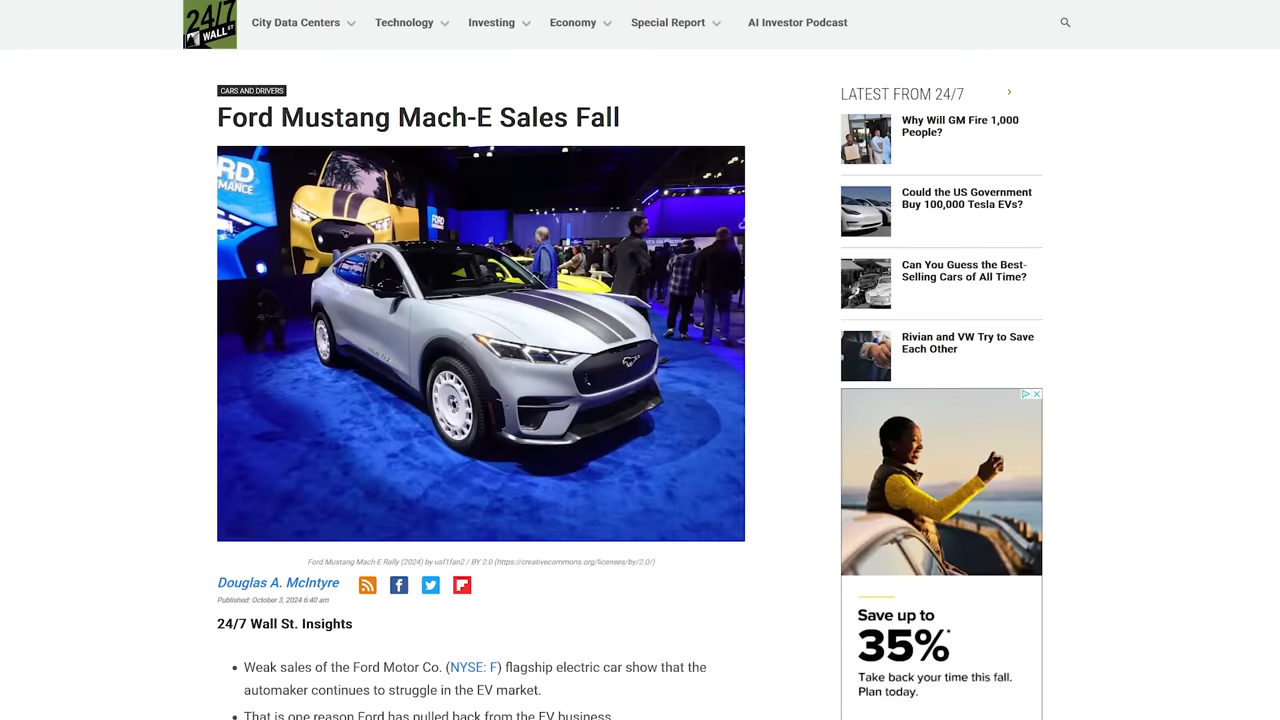 24/7
WALL ST
City Data Centers
Technology
Investing
Economy
Special Report
AI Investor Podcast
CARS AND DRIVERS
Ford Mustang Mach-E Sales Fall
RD
MANCE
FORD
Ford Mustang Mach-E Rally (2024) by usf1fan2 / BY 2.0 (https://creativecommons.org/licenses/by/2.0/)
Douglas A. McIntyre
Published: October 3, 2024 6:40 am
24/7 Wall St. Insights
• Weak sales of the Ford Motor Co. (NYSE: F) flagship electric car show that the
automaker continues to struggle in the EV market.
• That is one reason Ford has pulled back from the EV business.
LATEST FROM 24/7
Why Will GM Fire 1,000
People?
Could the US Government
Buy 100,000 Tesla EVs?
Can You Guess the Best-
Selling Cars of All Time?
Rivian and VW Try to Save
Each Other
Save up to
35%*
Take back your time this fall.
Plan today.